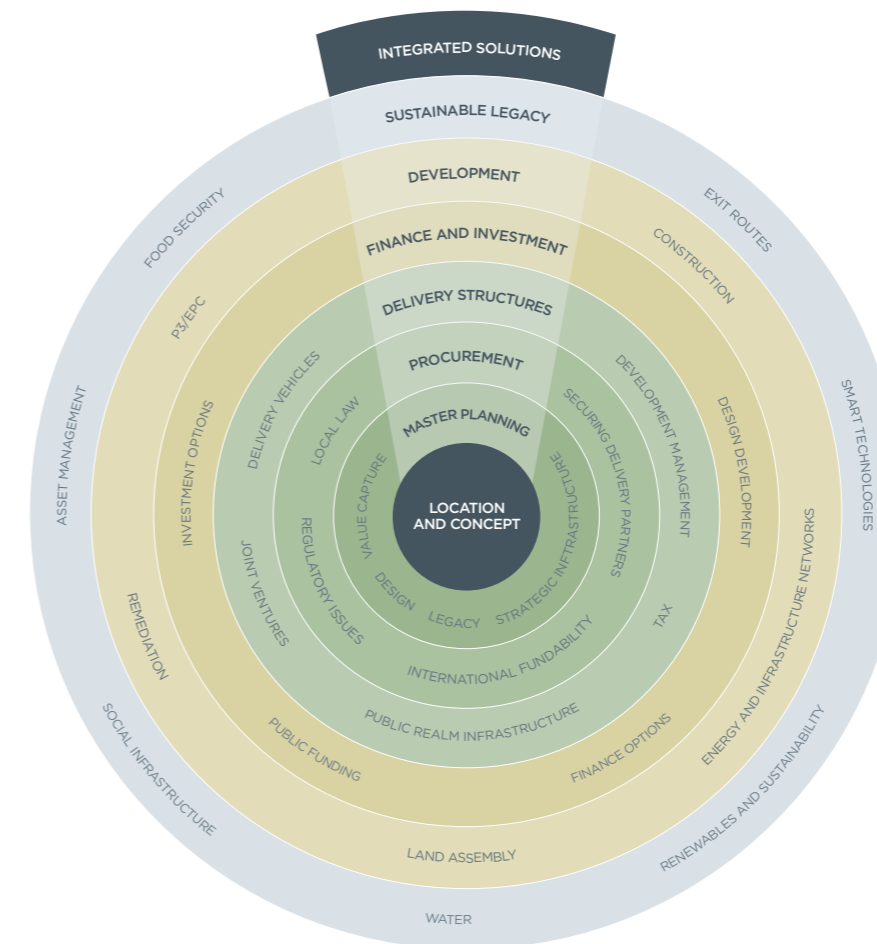 INTEGRATED SOLUTIONS
SUSTAINABLE LEGACY
DEVELOPMENT
FINANCE AND INVESTMENT
DELIVERY STRUCTURES
PROCUREMENT
MASTER PLANNING
LOCATION
AND CONCEPT
EXIT ROUTES
SMART TECHNOLOGIES
RENEWABLES AND SUSTAINABILITY
WATER
SOCIAL INFRASTRUCTURE
ASSET MANAGEMENT
FOOD SECURITY
CONSTRUCTION
ENERGY AND INFRASTRUCTURE NETWORKS
LAND ASSEMBLY
REMEDIATION
P3/EPC
DESIGN DEVELOPMENT
FINANCE OPTIONS
PUBLIC FUNDING
INVESTMENT OPTIONS
DEVELOPMENT MANAGEMENT
TAX
PUBLIC REALM INFRASTRUCTURE
JOINT VENTURES
DELIVERY VEHICLES
SECURING DELIVERY PARTNERS
INTERNATIONAL FUNDABILITY
REGULATORY ISSUES
LOCAL LAW
STRATEGIC INFTRASTRUCTURE
LEGACY
DESIGN
VALUE CAPTURE